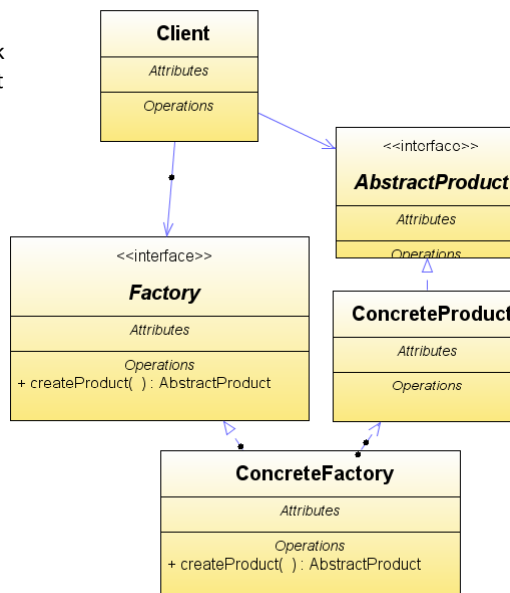 k
t
Client
Attributes
Operations
<<interface>>
AbstractProduct
Attributes
Operations
<<interface>>
Factory
Attributes
Operations
+ createProduct( ) : AbstractProduct
ConcreteProduct
Attributes
Operations
ConcreteFactory
Attributes
Operations
+ createProduct( ) : AbstractProduct